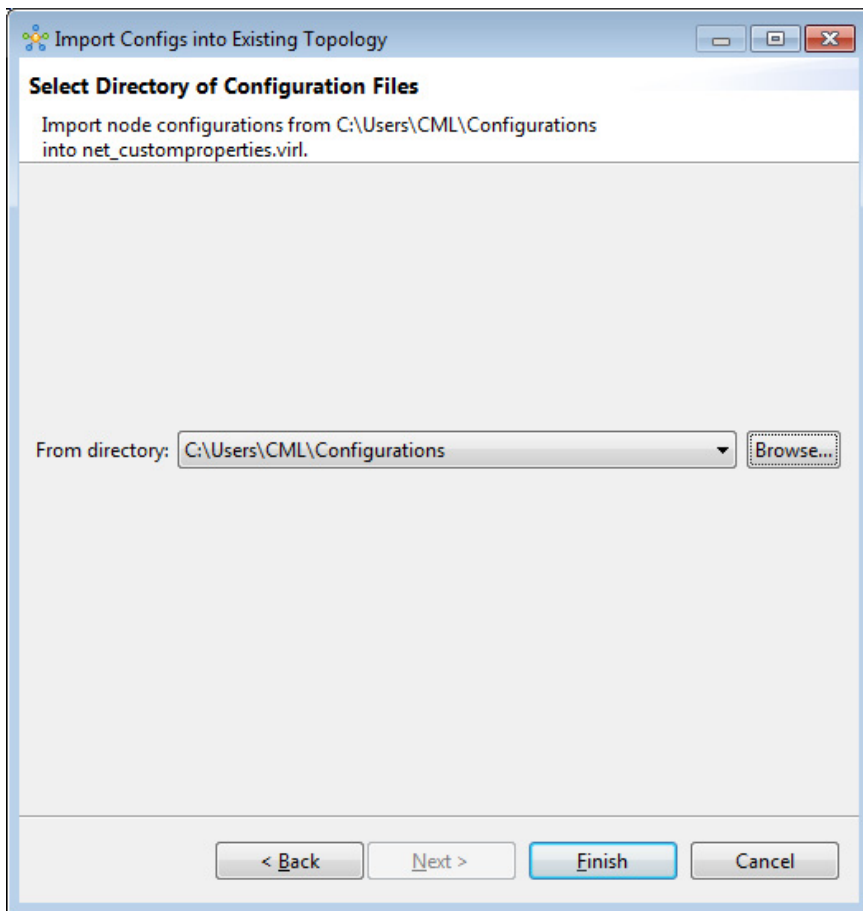 Import Configs into Existing Topology
Select Directory of Configuration Files
Import node configurations from C:\Users\CML\Configurations
into net_customproperties.virl.
From directory: C:\Users\CML\Configurations Browse...
< Back Next > Finish Cancel